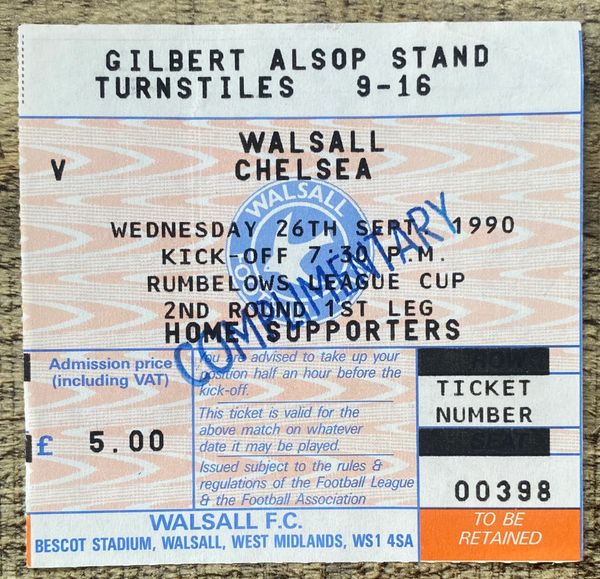 GILBERT ALSOP STAND
TURNSTILES 9-16
WALSALL
V CHELSEA
WALSALL
WEDNESDAY 26TH SEPT. 1990
KICK-OFF 7:30 P.M.
RUMBELOWS LEAGUE CUP
2ND ROUND 1ST LEG
HOME SUPPORTERS
COMPLIMENTARY
Admission price
(including VAT)
£ 5.00
You are advised to take up your
position half an hour before the
kick-off.
This ticket is valid for the
above match on whatever
date it may be played.
Issued subject to the rules &
regulations of the Football League
& the Football Association
TICKET
NUMBER
SEAT
00398
WALSALL F.C.
BESCOT STADIUM, WALSALL, WEST MIDLANDS, WS1 4SA
TO BE
RETAINED